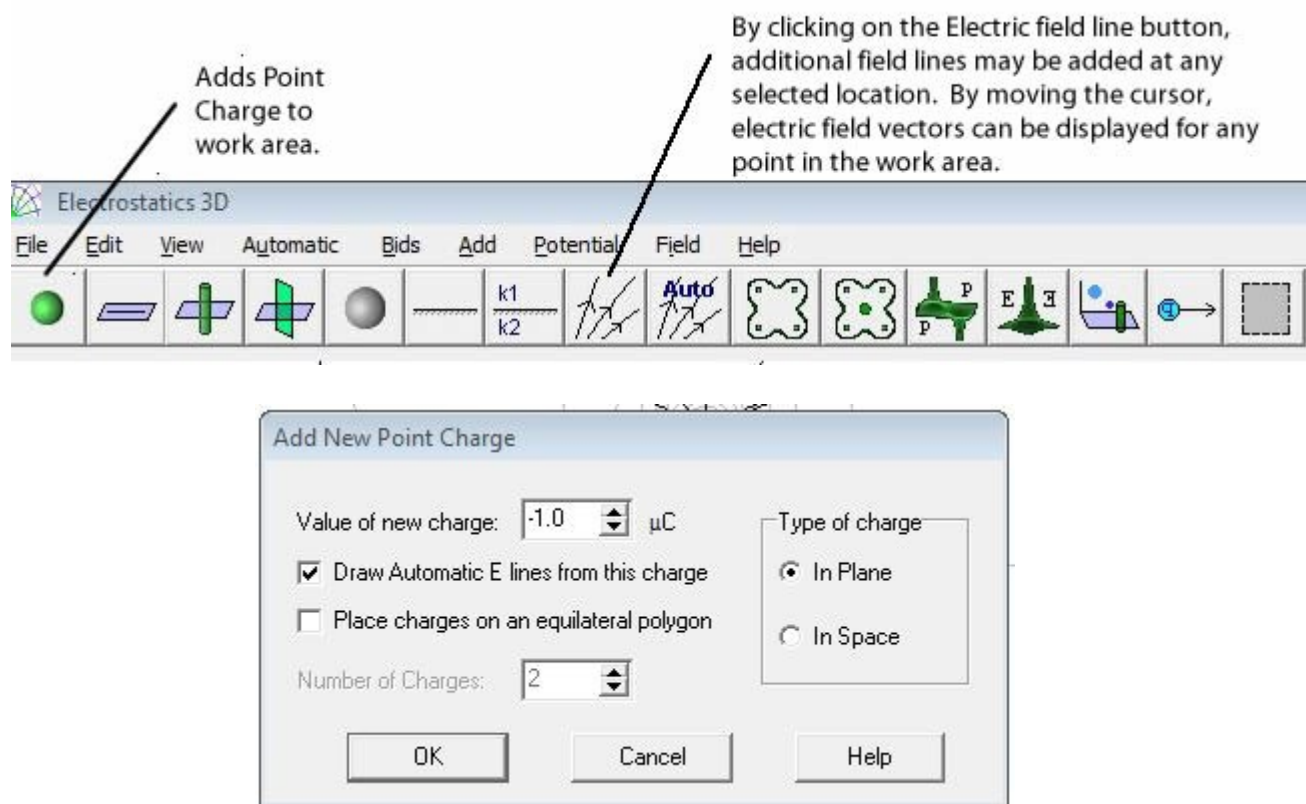 Adds Point
Charge to
work area.
By clicking on the Electric field line button,
additional field lines may be added at any
selected location. By moving the cursor,
electric field vectors can be displayed for any
point in the work area.
Electrostatics 3D
File Edit View Automatic Bids Add Potential Field Help
k1
k2
Auto
P
P
E E
q
Add New Point Charge
Value of new charge: -1.0 µC
Type of charge
Draw Automatic E lines from this charge
In Plane
Place charges on an equilateral polygon
In Space
Number of Charges: 2
OK Cancel Help